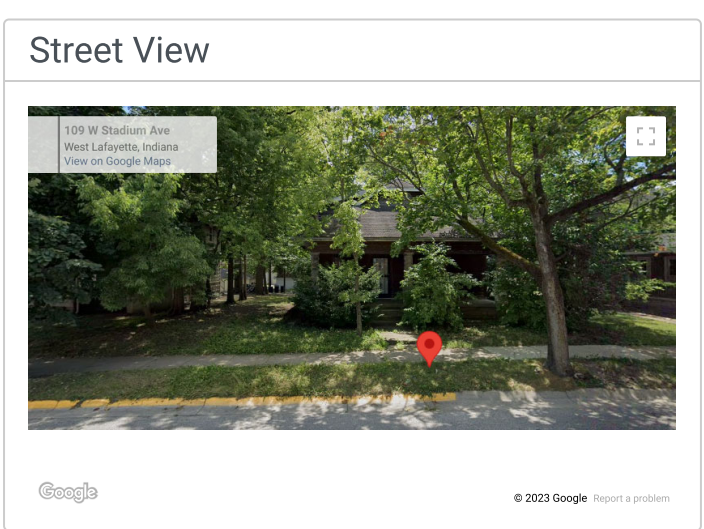 Street View
109 W Stadium Ave
West Lafayette, Indiana
View on Google Maps
Google
© 2023 Google Report a problem